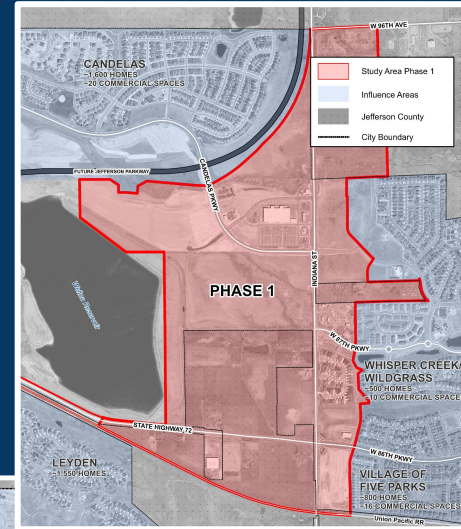 W 96TH AVE
CANDELAS
~1,600 HOMES
~20 COMMERCIAL SPACES
Study Area Phase 1
Influence Areas
Jefferson County
City Boundary
FUTURE JEFFERSON PARKWAY
CANDELAS PKWY
INDIANA ST
Welton Reservoir
PHASE 1
W 87TH PKWY
WHISPER CREEK/
WILDGRASS
~500 HOMES
~10 COMMERCIAL SPACES
STATE HIGHWAY 72
W 86TH PKWY
LEYDEN
~1,550 HOMES
VILLAGE OF
FIVE PARKS
~800 HOMES
~16 COMMERCIAL SPACES
Union Pacific RR